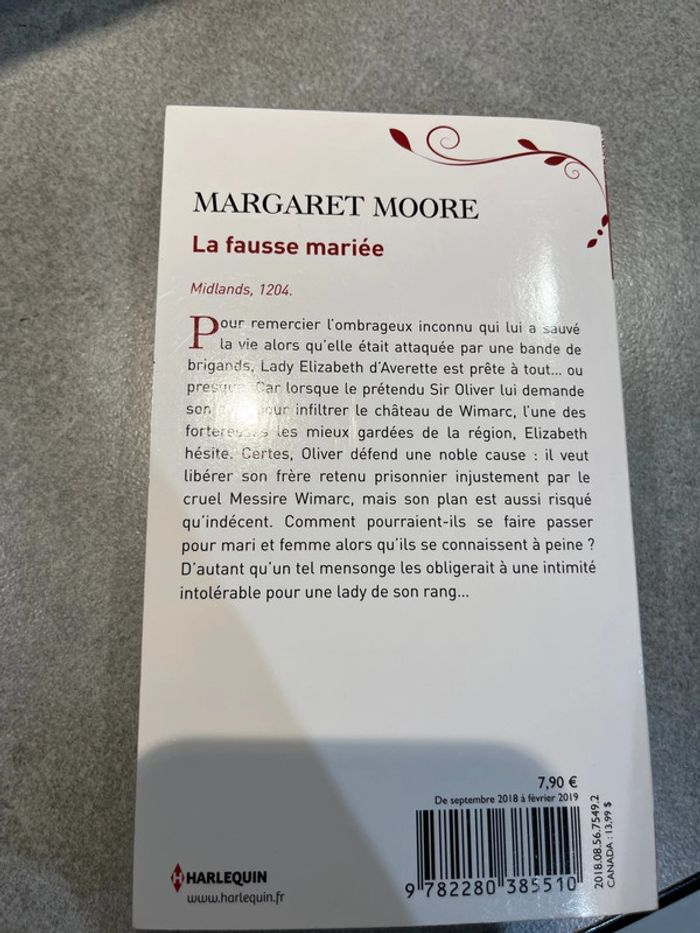 MARGARET MOORE
La fausse mariée
Midlands, 1204.
Pour remercier l'ombrageux inconnu qui lui a sauvé
la vie alors qu'elle était attaquée par une bande de
brigands, Lady Elizabeth d'Averette est prête à tout... ou
presque. Car lorsque le prétendu Sir Oliver lui demande
son pour infiltrer le château de Wimarc, l'une des
forteresses les mieux gardées de la région, Elizabeth
hésite. Certes, Oliver défend une noble cause : il veut
libérer son frère retenu prisonnier injustement par le
cruel Messire Wimarc, mais son plan est aussi risqué
qu'indécent. Comment pourraient-ils se faire passer
pour mari et femme alors qu'ils se connaissent à peine ?
D'autant qu'un tel mensonge les obligerait à une intimité
intolérable pour une lady de son rang...
7,90 €
De septembre 2018 à février 2019
9 782280 385510
2018.08.56.7549.2
CANADA : 13,99 $
HARLEQUIN
www.harlequin.fr